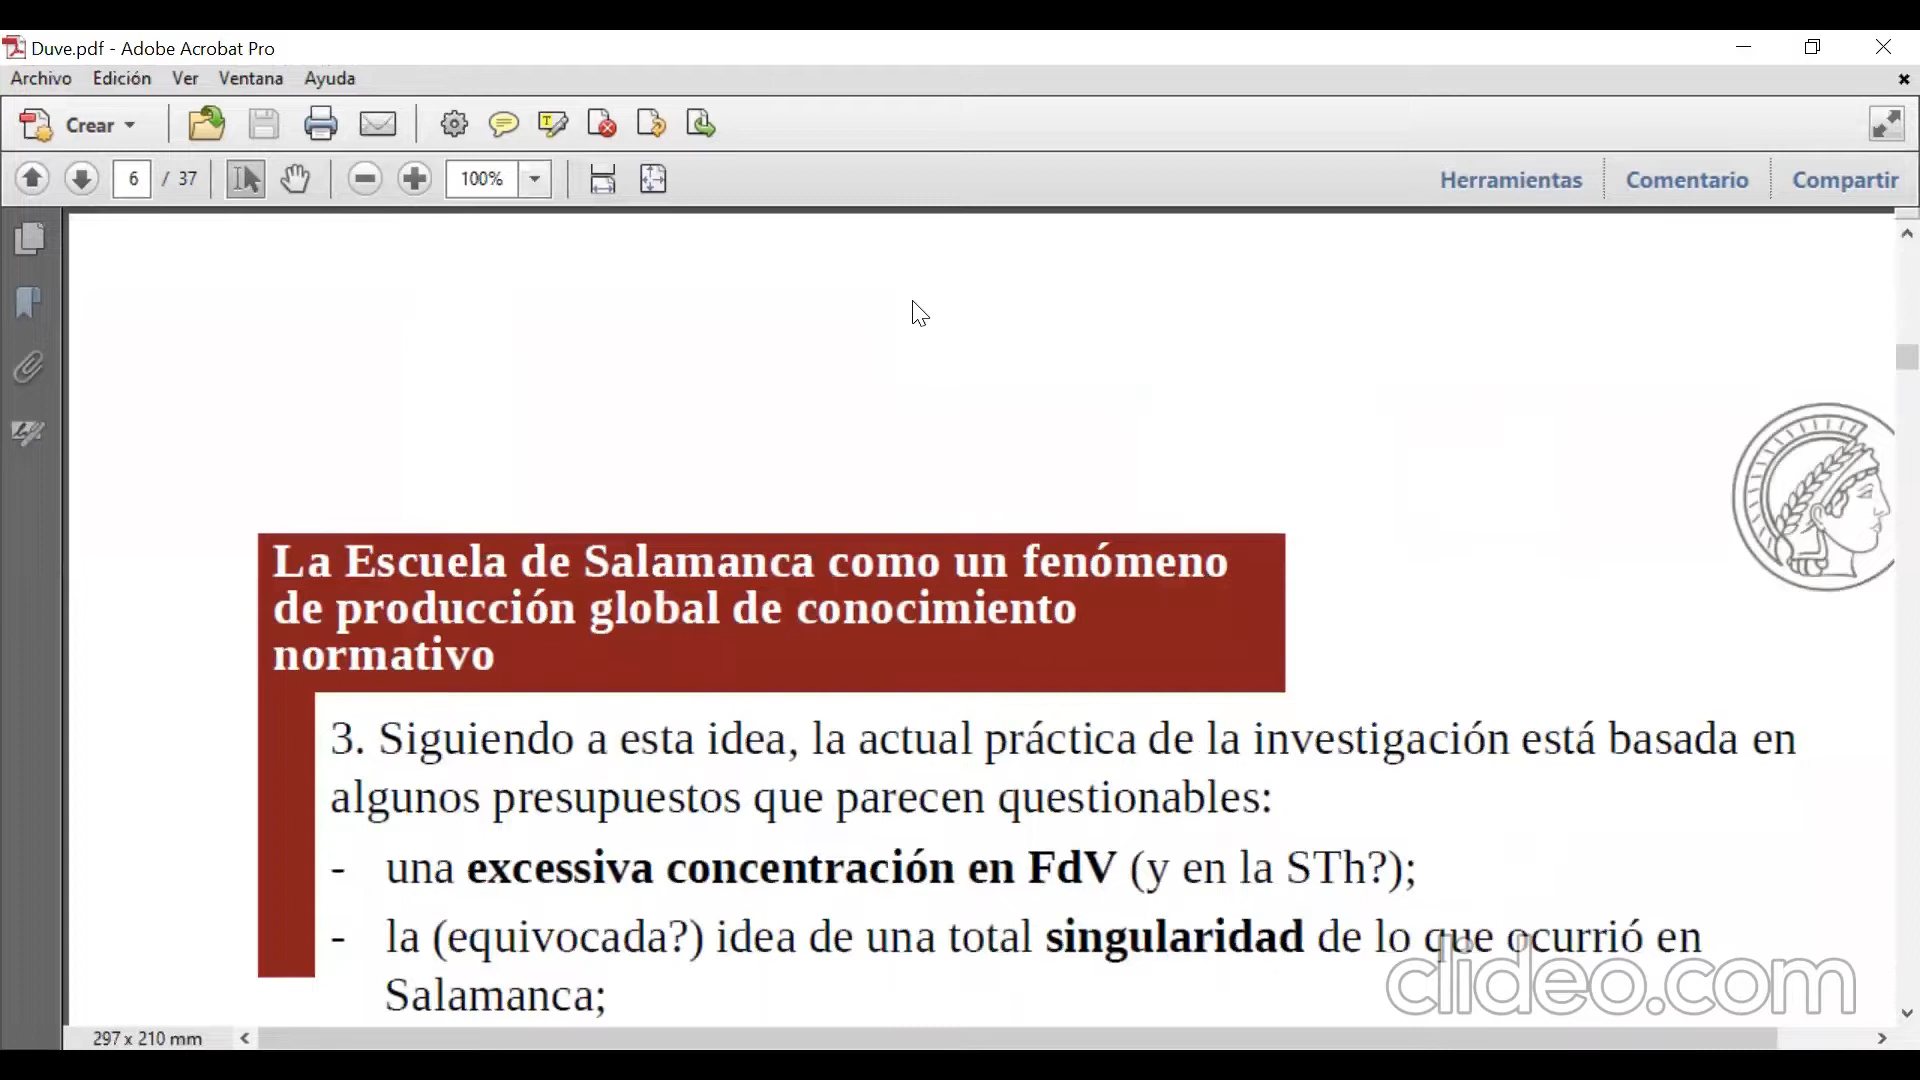 Duve.pdf - Adobe Acrobat Pro
Archivo Edición Ver Ventana Ayuda
Crear
6 / 37 100% Herramientas Comentario Compartir
La Escuela de Salamanca como un fenómeno
de producción global de conocimiento
normativo
3. Siguiendo a esta idea, la actual práctica de la investigación está basada en
algunos presupuestos que parecen questionables:
- una excessiva concentración en FdV (y en la STh?);
- la (equivocada?) idea de una total singularidad de lo que ocurrió en
Salamanca;
clideo.com
297 x 210 mm